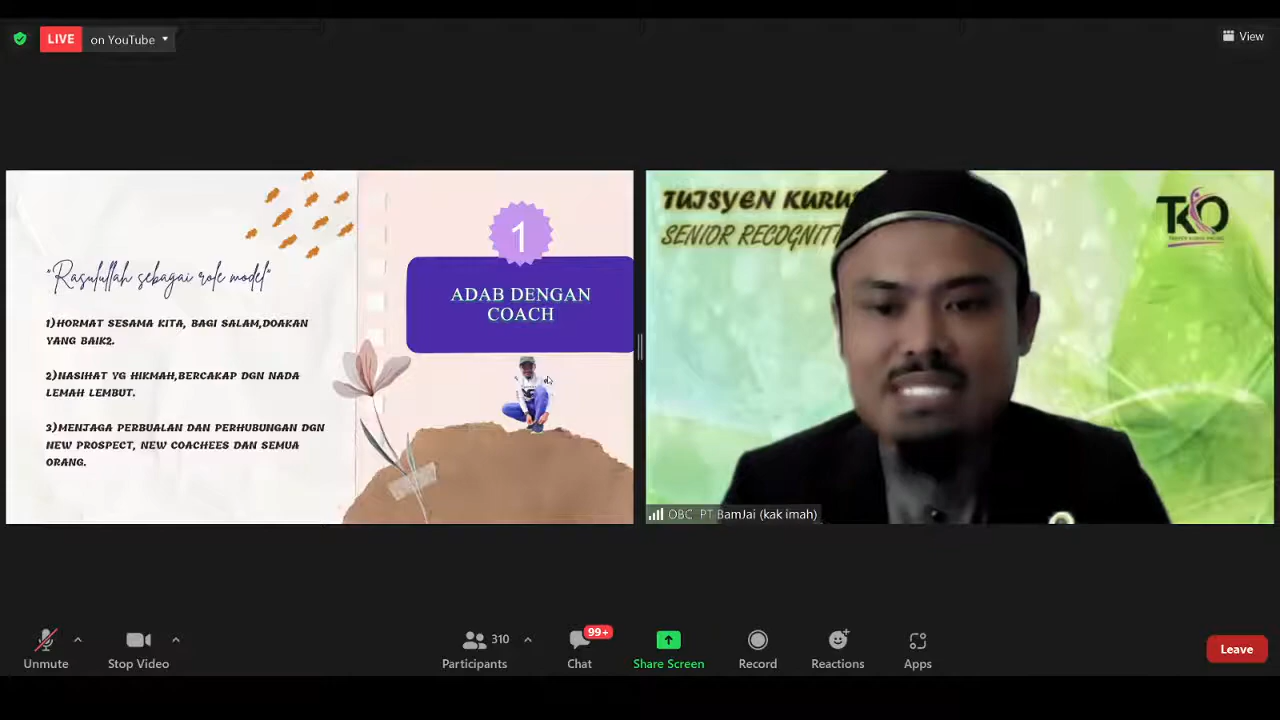 LIVE on YouTube
View
"Rasulullah sebagai role model"
1)HORMAT SESAMA KITA, BAGI SALAM,DOAKAN
YANG BAIK2.
2)NASIHAT YG HIKMAH,BERCAKAP DGN NADA
LEMAH LEMBUT.
3)MENJAGA PERBUALAN DAN PERHUBUNGAN DGN
NEW PROSPECT, NEW COACHEES DAN SEMUA
ORANG.
1
ADAB DENGAN
COACH
TUISYEN
SENIOR
TKO
OBC PT BamJai (kak imah)
Unmute
Stop Video
310
Participants
99+
Chat
Share Screen
Record
Reactions
Apps
Leave